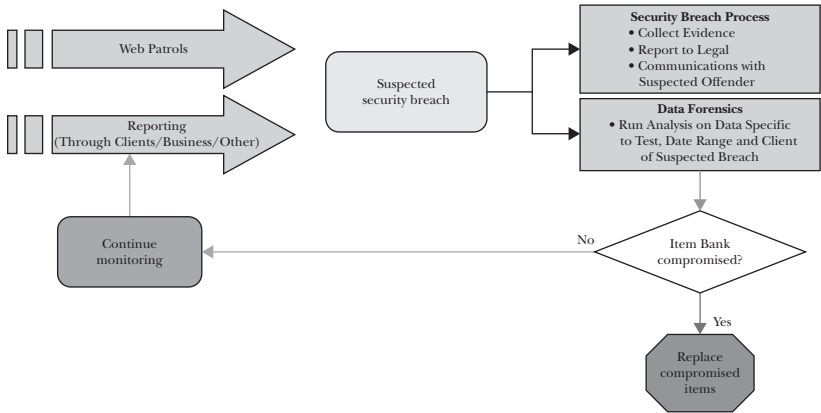 Web Patrols
Reporting
(Through Clients/Business/Other)
Suspected
security breach
Security Breach Process
• Collect Evidence
• Report to Legal
• Communications with
Suspected Offender
Data Forensics
• Run Analysis on Data Specific
to Test, Date Range and Client
of Suspected Breach
Continue
monitoring
No
Item Bank
compromised?
Yes
Replace
compromised
items